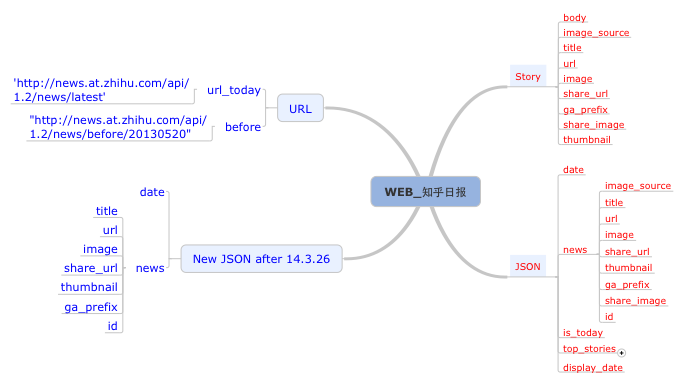 WEB_知乎日报
URL
url_today
'http://news.at.zhihu.com/api/
1.2/news/latest'
before
"http://news.at.zhihu.com/api/
1.2/news/before/20130520"
New JSON after 14.3.26
date
news
title
url
image
share_url
thumbnail
ga_prefix
id
Story
body
image_source
title
url
image
share_url
ga_prefix
share_image
thumbnail
JSON
date
news
image_source
title
url
image
share_url
thumbnail
ga_prefix
share_image
id
is_today
top_stories
display_date